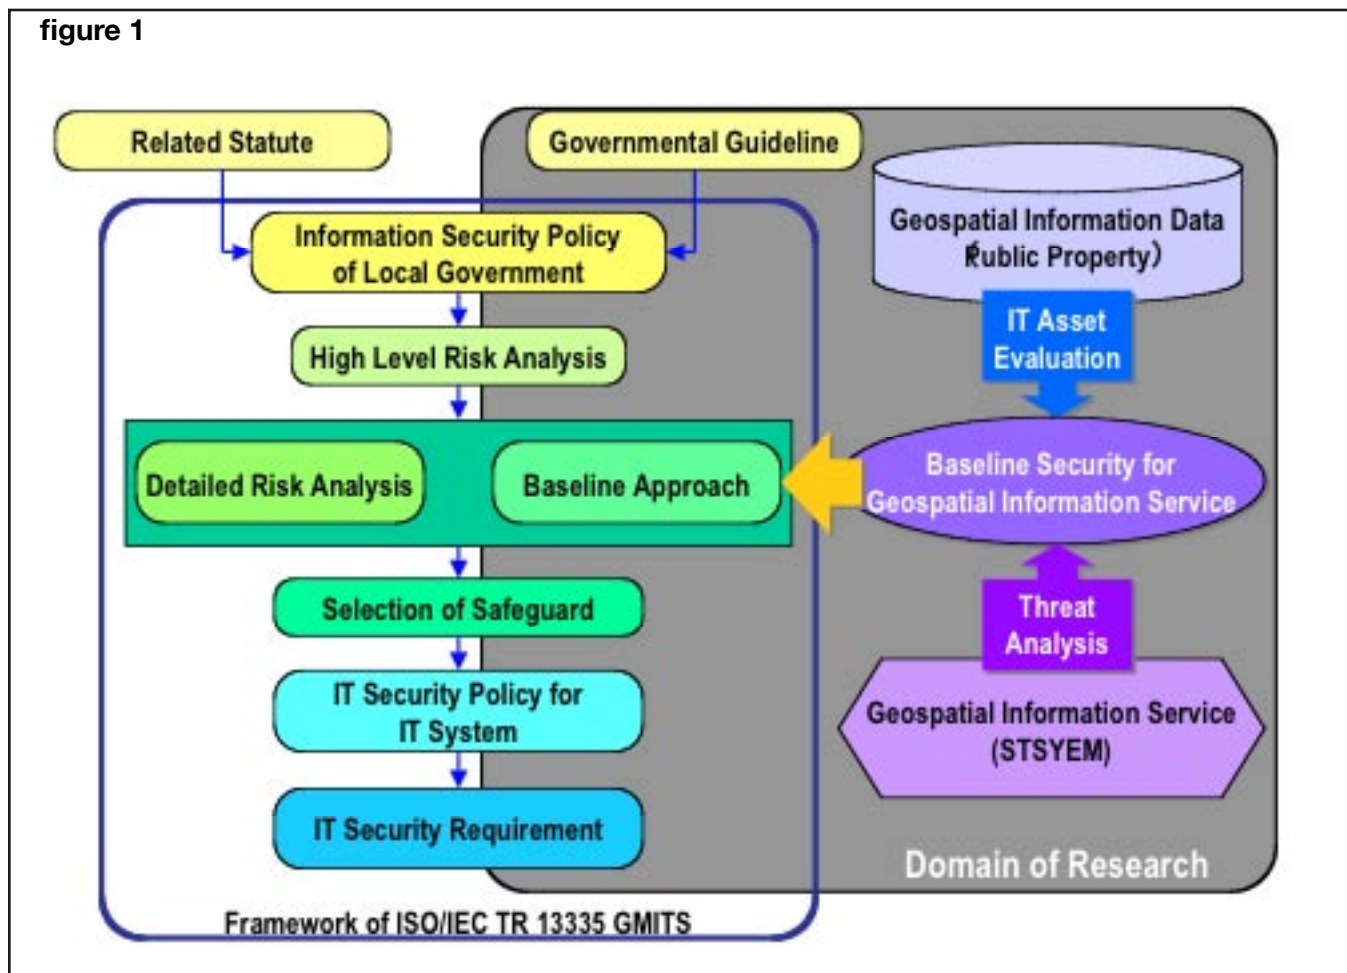 figure 1
Related Statute
Governmental Guideline
Information Security Policy
of Local Government
High Level Risk Analysis
Detailed Risk Analysis
Baseline Approach
Selection of Safeguard
IT Security Policy for
IT System
IT Security Requirement
Framework of ISO/IEC TR 13335 GMITS
Geospatial Information Data
(Public Property)
IT Asset
Evaluation
Baseline Security for
Geospatial Information Service
Threat
Analysis
Geospatial Information Service
(STSYEM)
Domain of Research